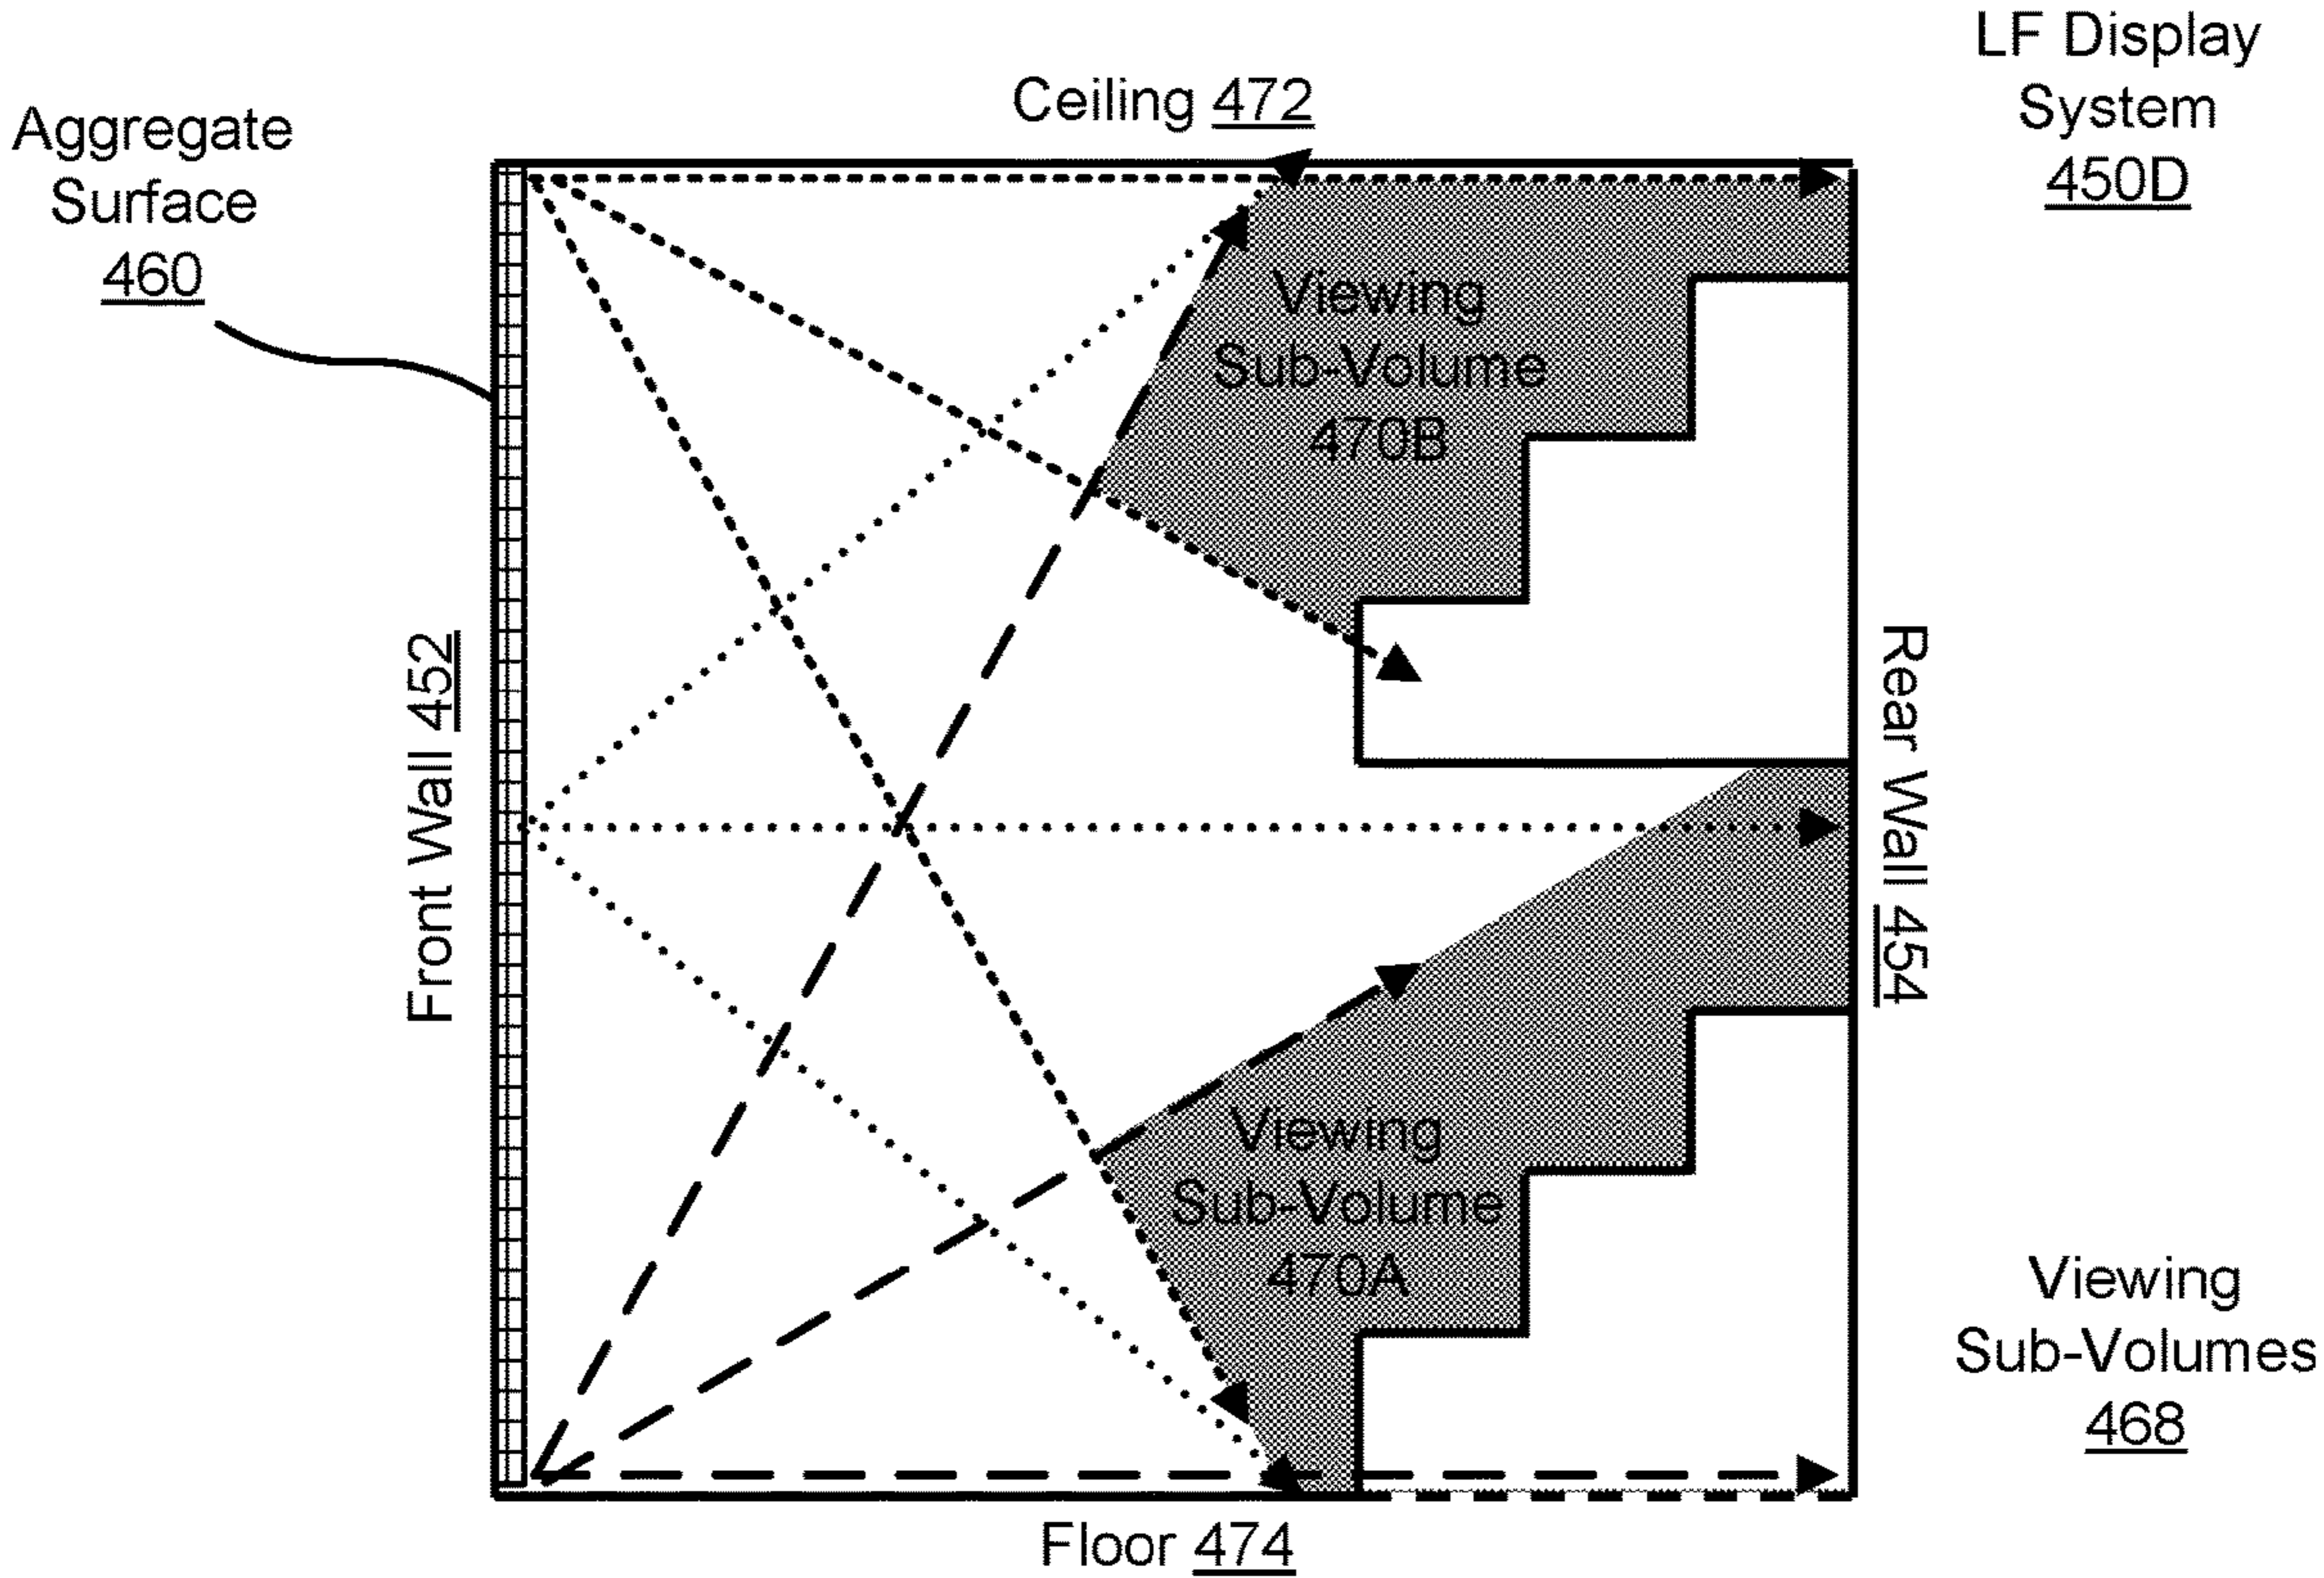 LF Display
System
450D
Ceiling 472
Aggregate
Surface
460
Viewing
Sub-Volume
470B
Front Wall 452
Rear Wall 454
Viewing
Sub-Volume
470A
Viewing
Sub-Volumes
468
Floor 474